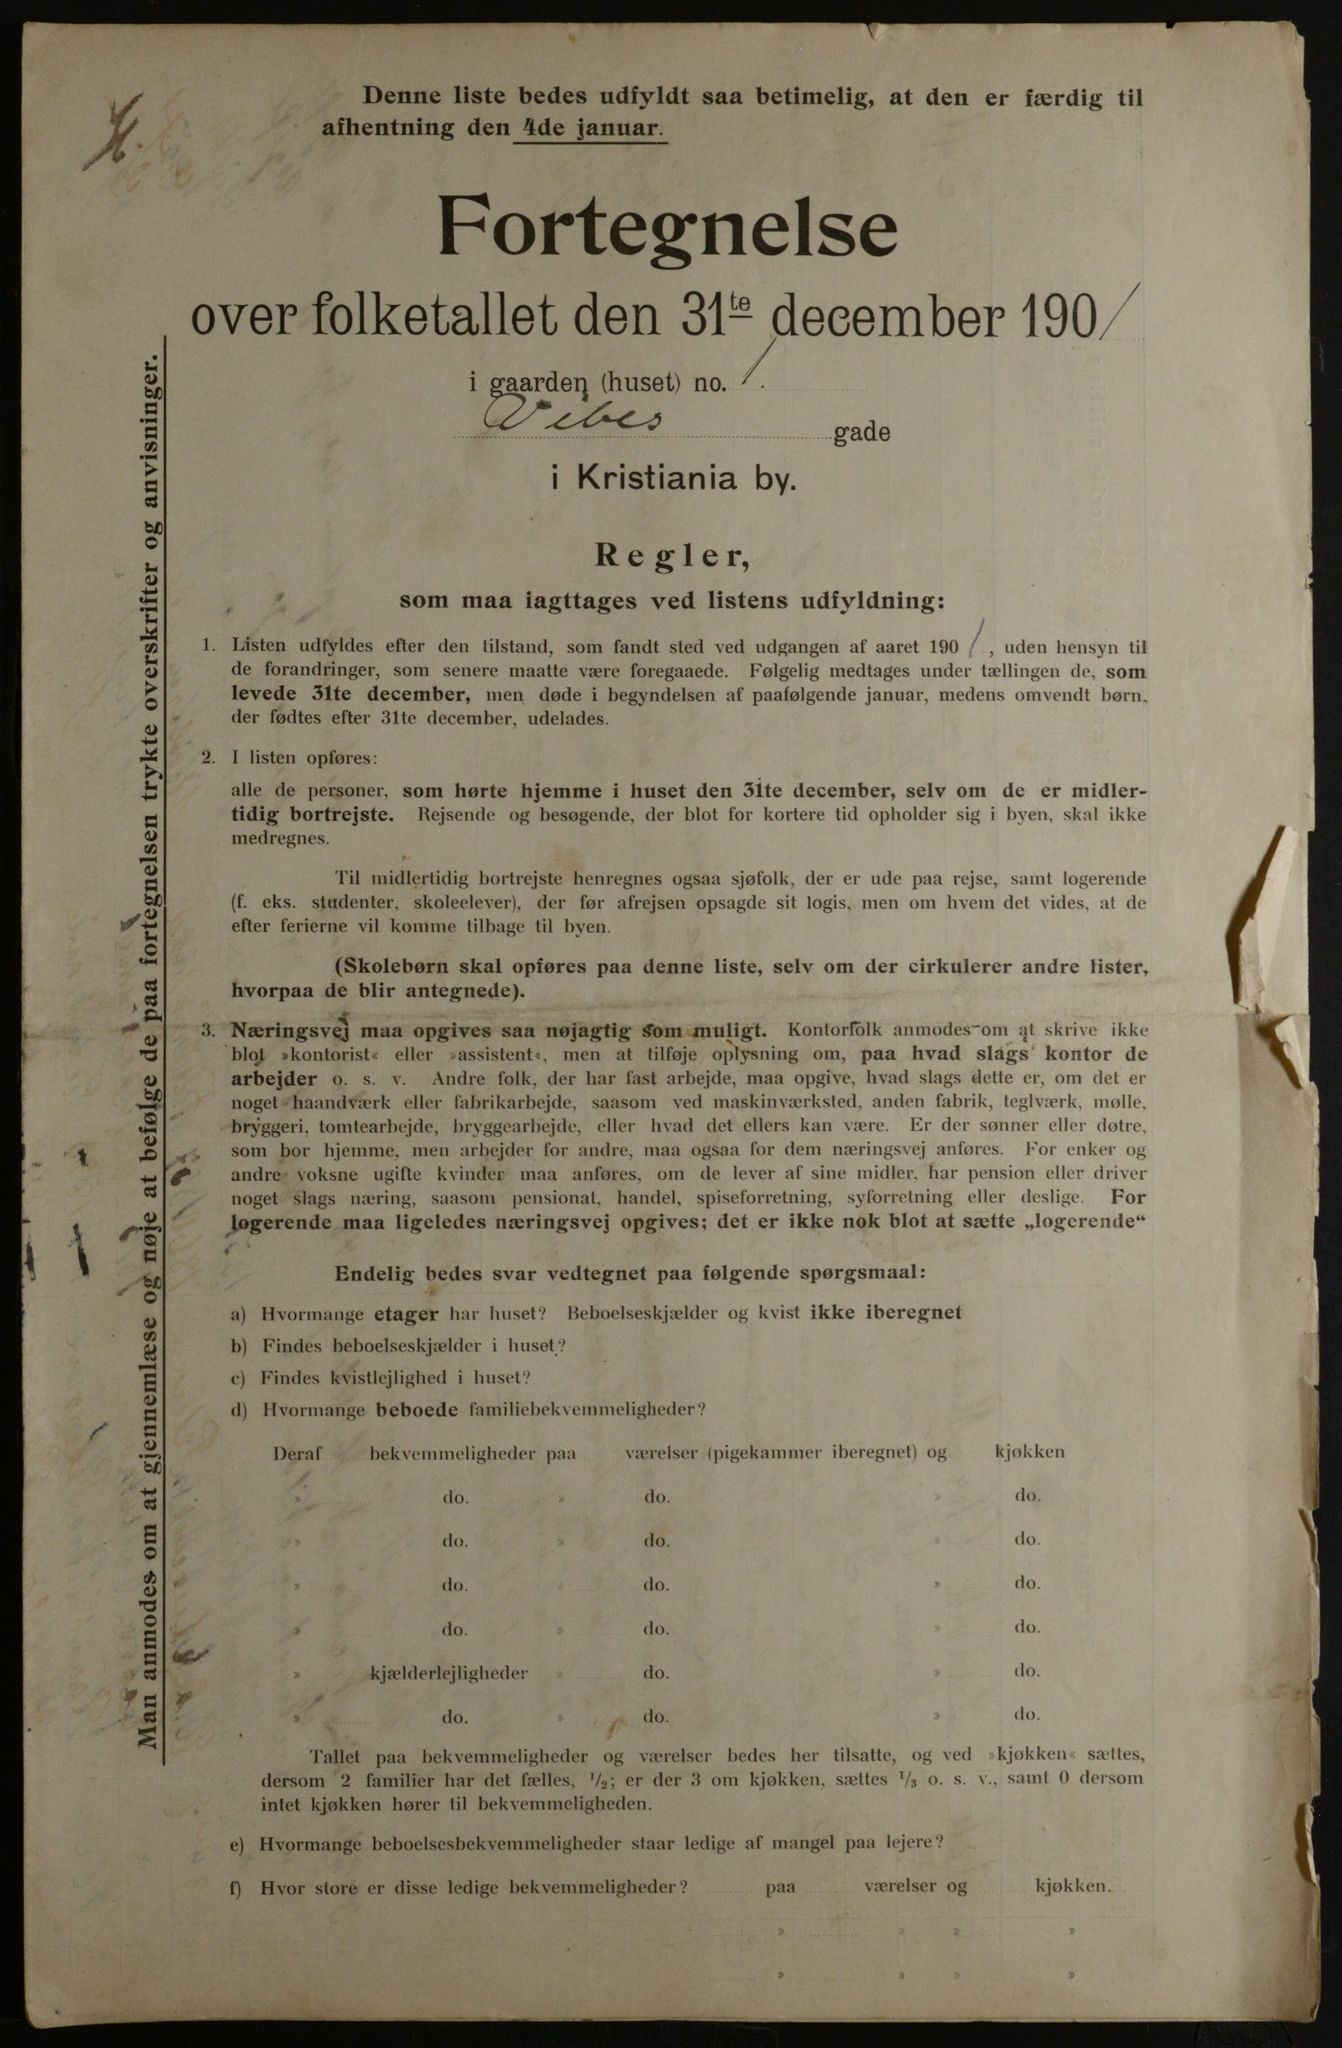 Denne liste bedes udfyldt saa betimelig, at den er færdig til
afhentning den 4de januar.
Fortegnelse
over folketallet den 31te december 1901
i gaarden (huset) no. 1.
Vibes gade
i Kristiania by.
Regler,
som maa iagttages ved listens udfyldning:
1. Listen udfyldes efter den tilstand, som fandt sted ved udgangen af aaret 1901, uden hensyn til
de forandringer, som senere maatte være foregaaede. Følgelig medtages under tællingen de, som
levede 31te december, men døde i begyndelsen af paafølgende januar, medens omvendt børn,
der fødtes efter 31te december, udelades.
2. I listen opføres:
alle de personer, som hørte hjemme i huset den 31te december, selv om de er midler-
tidig bortrejste. Rejsende og besøgende, der blot for kortere tid opholder sig i byen, skal ikke
medregnes.
Til midlertidig bortrejste henregnes ogsaa sjøfolk, der er ude paa rejse, samt logerende
(f. eks. studenter, skoleelever), der før afrejsen opsagde sit logis, men om hvem det vides, at de
efter ferierne vil komme tilbage til byen.
(Skolebørn skal opføres paa denne liste, selv om der cirkulerer andre lister,
hvorpaa de blir antegnede).
3. Næringsvej maa opgives saa nøjagtig som muligt. Kontorfolk anmodes om at skrive ikke
blot »kontorist« eller »assistent«, men at tilføje oplysning om, paa hvad slags kontor de
arbejder o. s. v. Andre folk, der har fast arbejde, maa opgive, hvad slags dette er, om det er
noget haandværk eller fabrikarbejde, saasom ved maskinværksted, anden fabrik, teglværk, mølle,
bryggeri, tomtearbejde, bryggearbejde, eller hvad det ellers kan være. Er der sønner eller døtre,
som bor hjemme, men arbejder for andre, maa ogsaa for dem næringsvej anføres. For enker og
andre voksne ugifte kvinder maa anføres, om de lever af sine midler, har pension eller driver
noget slags næring, saasom pensionat, handel, spiseforretning, syforretning eller deslige. For
logerende maa ligeledes næringsvej opgives; det er ikke nok blot at sætte „logerende“
Endelig bedes svar vedtegnet paa følgende spørgsmaal:
a) Hvormange etager har huset? Beboelseskjælder og kvist ikke iberegnet
b) Findes beboelseskjælder i huset?
c) Findes kvistlejlighed i huset?
d) Hvormange beboede familiebekvemmeligheder?
Deraf bekvemmeligheder paa værelser (pigekammer iberegnet) og kjøkken
» do. » do. » do.
» do. » do. » do.
» do. » do. » do.
» do. » do. » do.
» kjælderlejligheder » do. » do.
» do. » do. » do.
Tallet paa bekvemmeligheder og værelser bedes her tilsatte, og ved »kjøkken« sættes,
dersom 2 familier har det fælles, 1/2; er der 3 om kjøkken, sættes 1/3 o. s. v., samt 0 dersom
intet kjøkken hører til bekvemmeligheden.
e) Hvormange beboelsesbekvemmeligheder staar ledige af mangel paa lejere?
f) Hvor store er disse ledige bekvemmeligheder? paa værelser og kjøkken.
» » » »
» » » »
Man anmodes om at gjennemlæse og nøje at befølge de paa fortegnelsen trykte overskrifter og anvisninger.